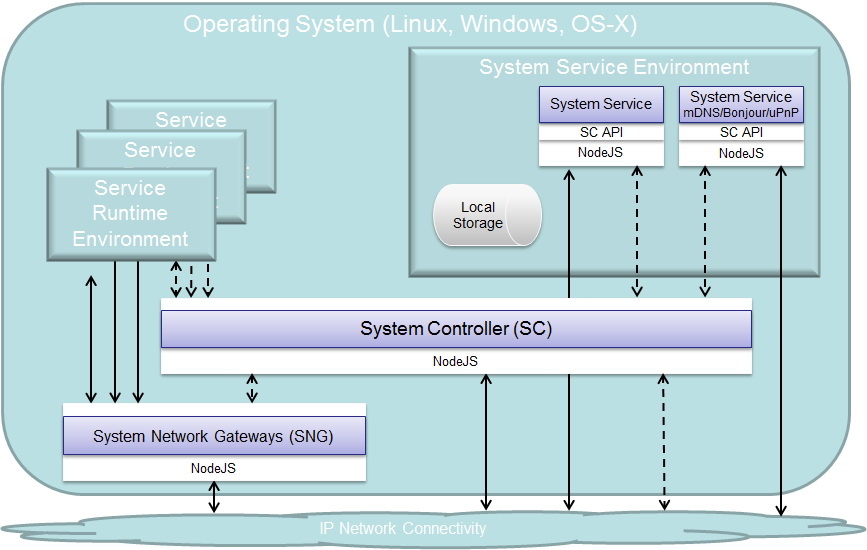 Operating System (Linux, Windows, OS-X)
System Service Environment
System Service
SC API
NodeJS
System Service
mDNS/Bonjour/uPnP
SC API
NodeJS
Service
Service
Service
Runtime
Environment
Local
Storage
System Controller (SC)
NodeJS
System Network Gateways (SNG)
NodeJS
IP Network Connectivity